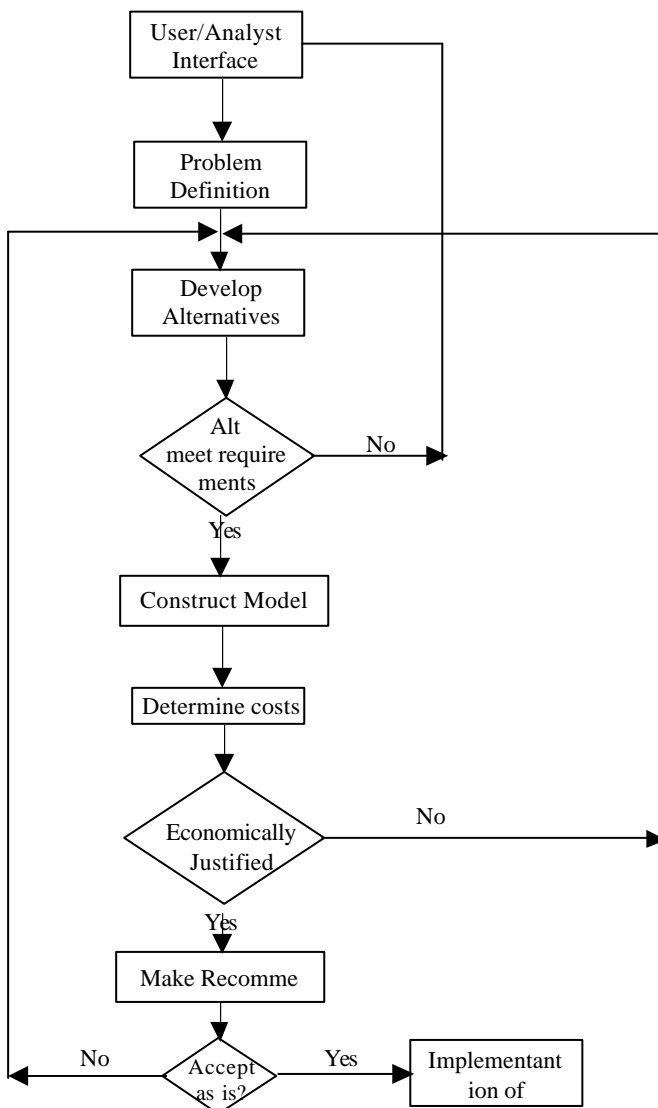 User/Analyst
Interface
Problem
Definition
Develop
Alternatives
Alt
meet require
ments
No
Yes
Construct Model
Determine costs
Economically
Justified
No
Yes
Make Recomme
No
Accept
as is?
Yes
Implementant
ion of